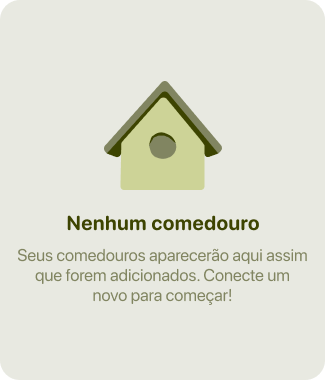 Nenhum comedouro
Seus comedouros aparecerão aqui assim
que forem adicionados. Conecte um
novo para começar!